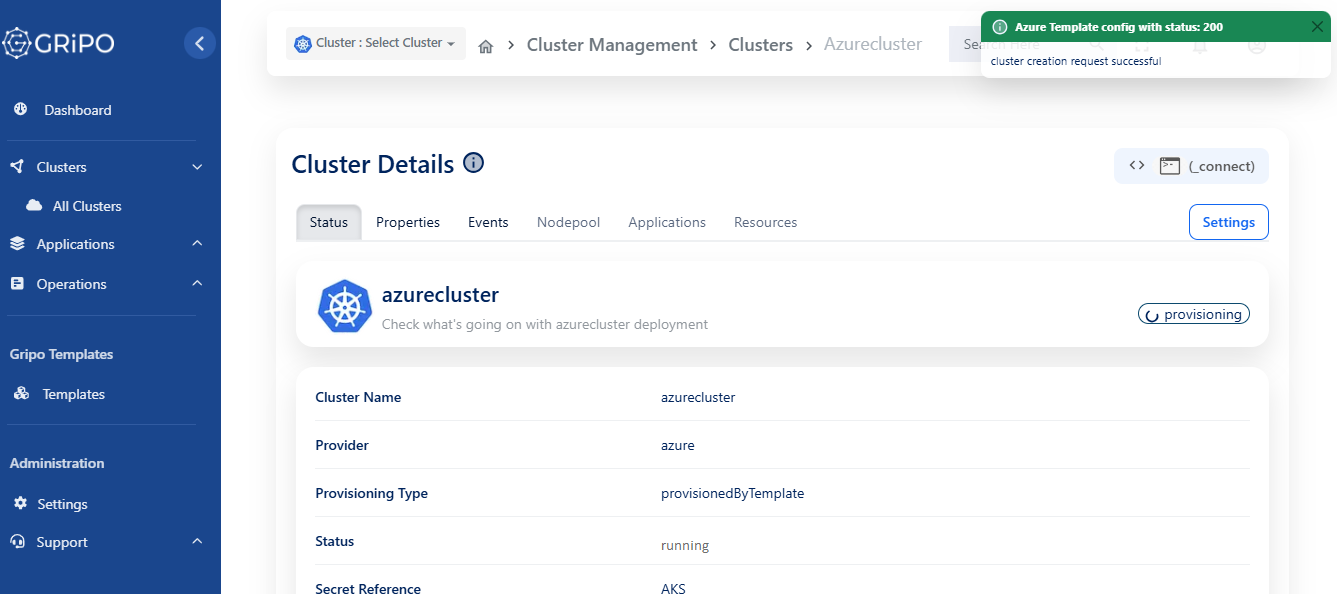 GRiPO
Cluster : Select Cluster
Cluster Management
Clusters
Azurecluster
Search Here
Azure Template config with status: 200
cluster creation request successful
Dashboard
Clusters
All Clusters
Applications
Operations
Gripo Templates
Templates
Administration
Settings
Support
Cluster Details
(_connect)
Status
Properties
Events
Nodepool
Applications
Resources
Settings
azurecluster
Check what's going on with azurecluster deployment
provisioning
Cluster Name
azurecluster
Provider
azure
Provisioning Type
provisionedByTemplate
Status
running
Secret Reference
AKS